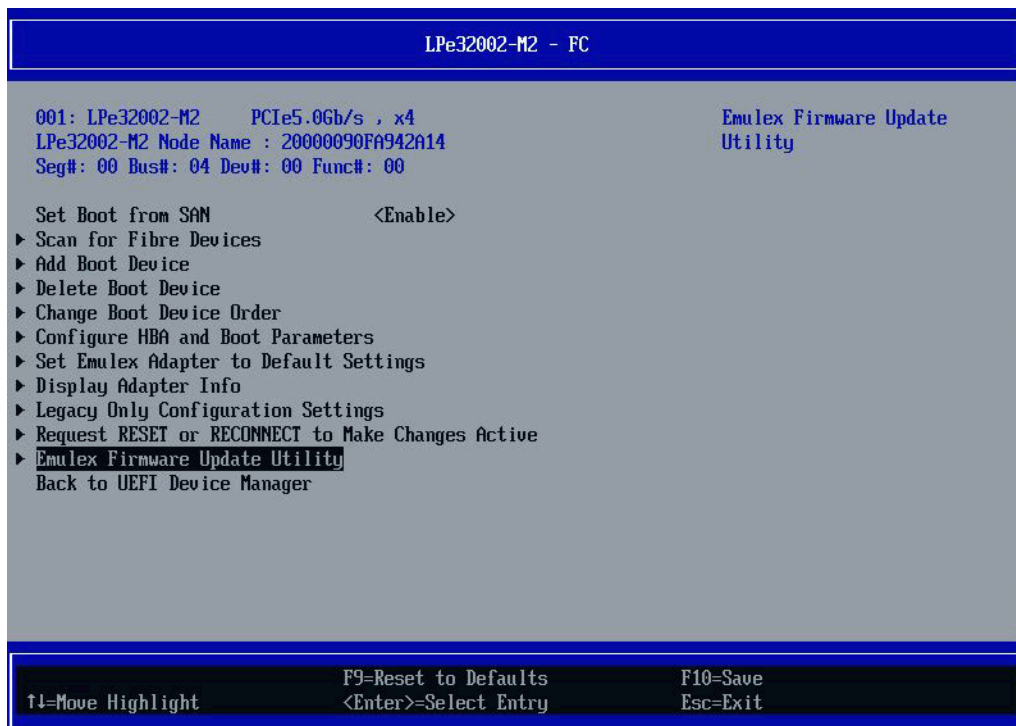 LPe32002-M2 - FC
001: LPe32002-M2 PCIe5.0Gb/s , x4
LPe32002-M2 Node Name : 20000090FA942A14
Seg#: 00 Bus#: 04 Dev#: 00 Func#: 00
Emulex Firmware Update
Utility
Set Boot from SAN <Enable>
Scan for Fibre Devices
Add Boot Device
Delete Boot Device
Change Boot Device Order
Configure HBA and Boot Parameters
Set Emulex Adapter to Default Settings
Display Adapter Info
Legacy Only Configuration Settings
Request RESET or RECONNECT to Make Changes Active
Emulex Firmware Update Utility
Back to UEFI Device Manager
F9=Reset to Defaults F10=Save
↑↓=Move Highlight <Enter>=Select Entry Esc=Exit